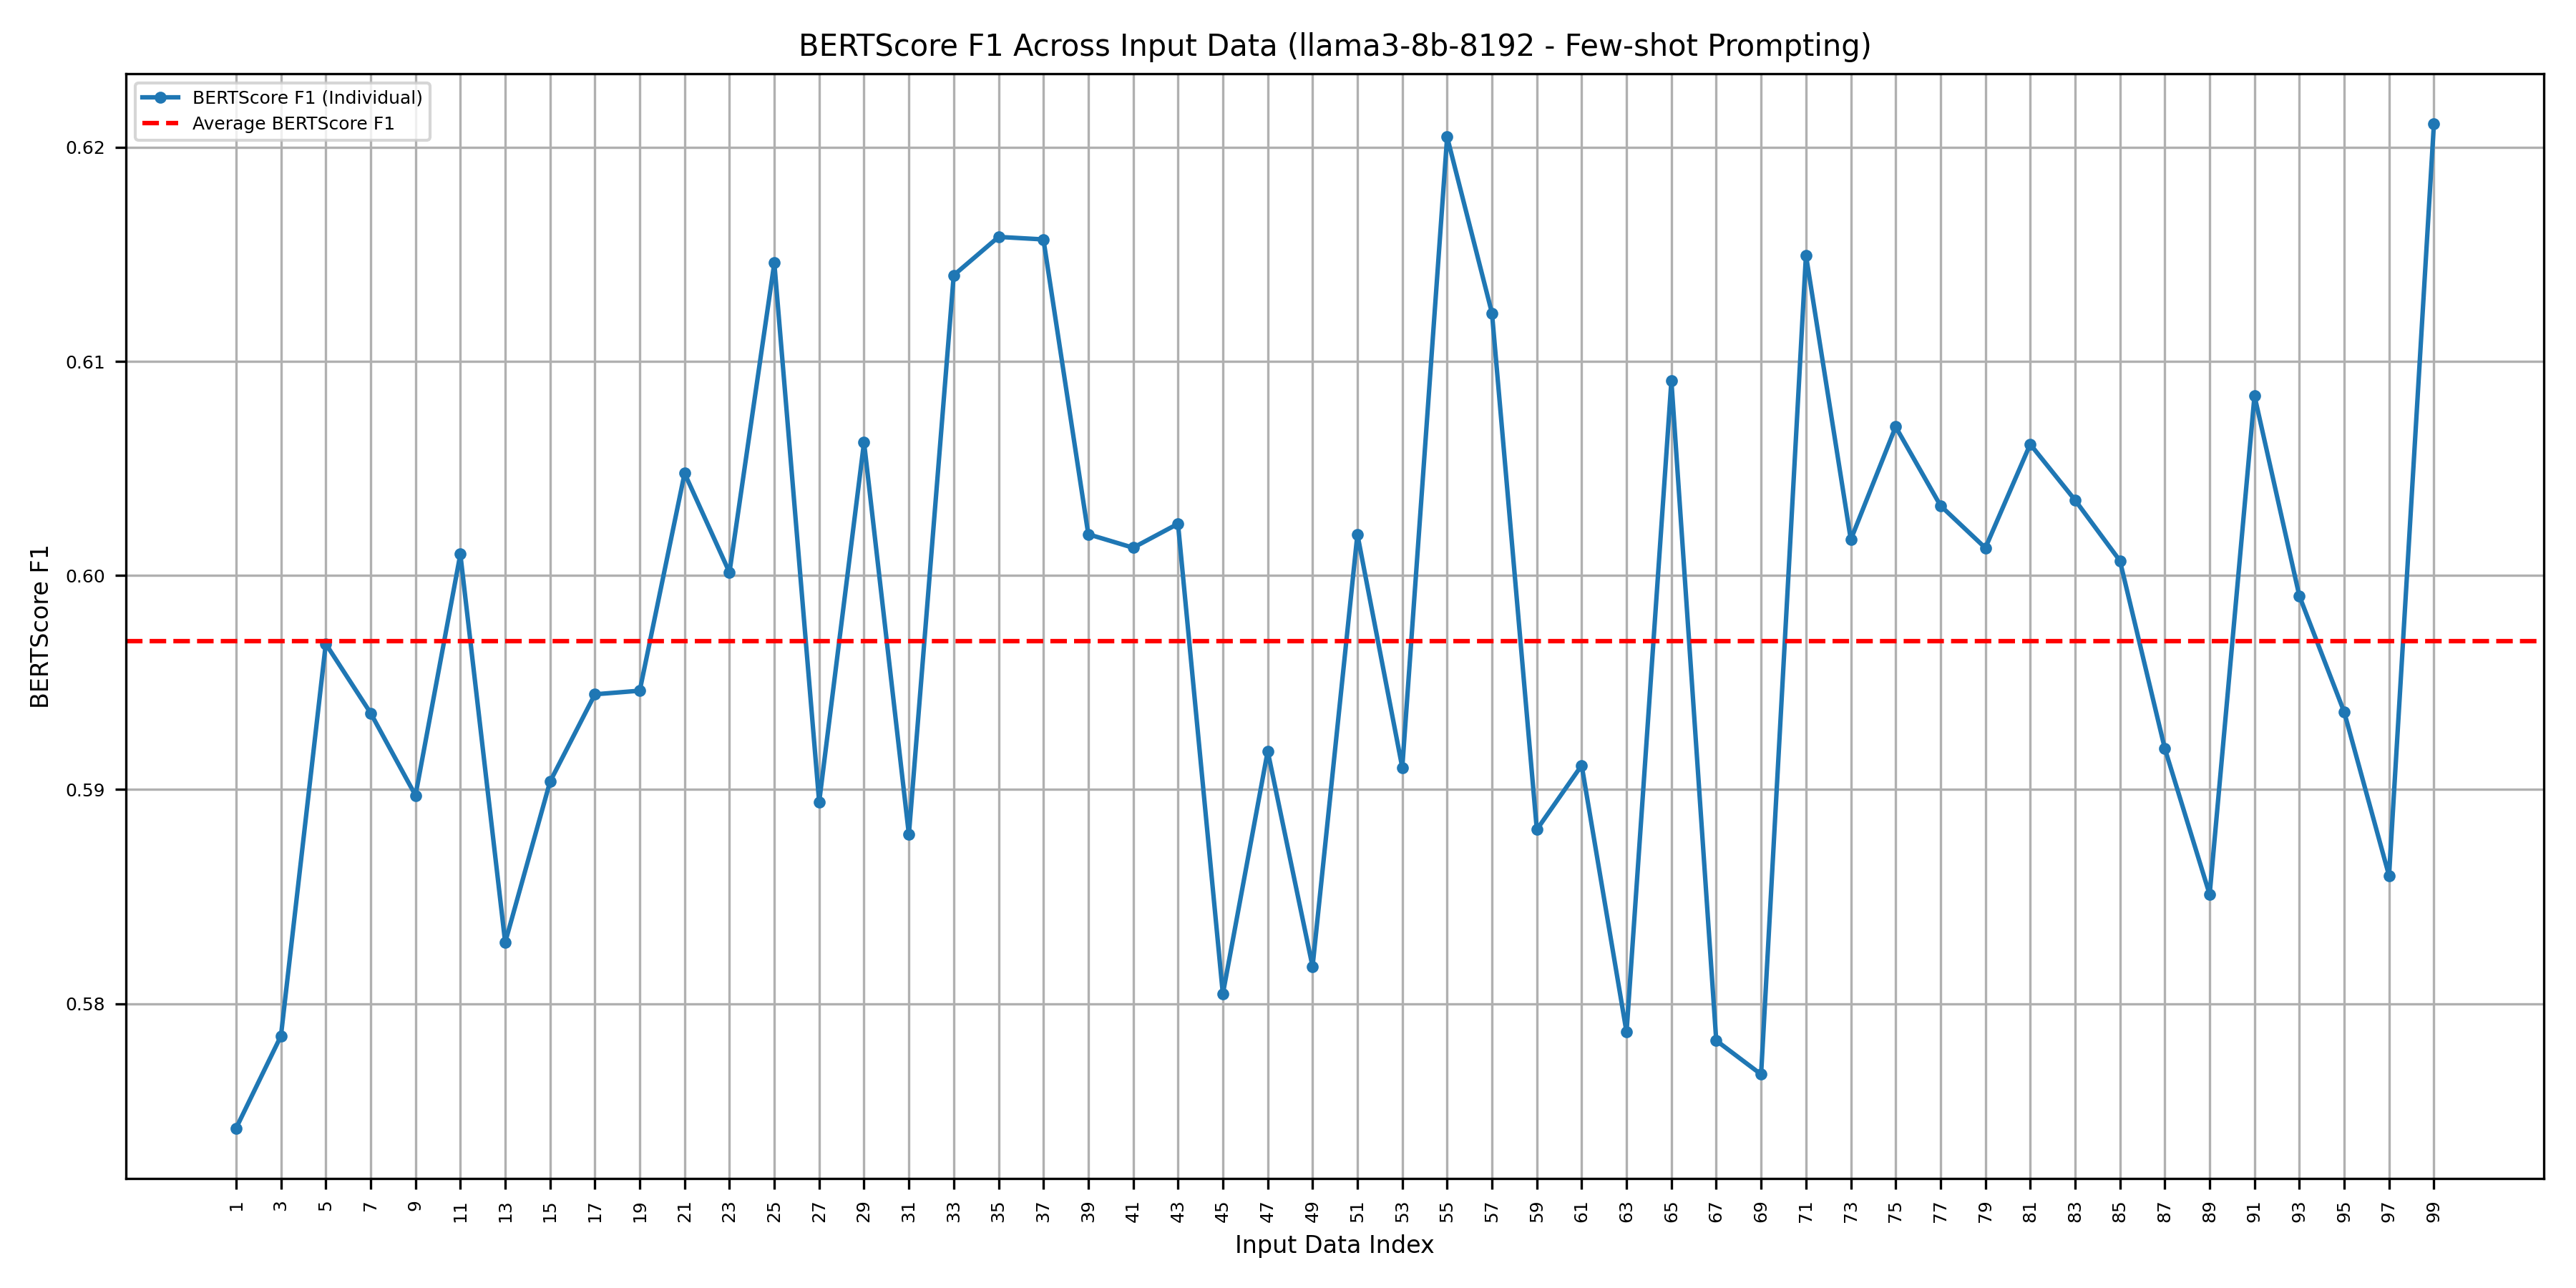 BERTScore F1 Across Input Data (llama3-8b-8192 - Few-shot Prompting)
BERTScore F1 (Individual)
Average BERTScore F1
0.62
0.61
0.60
0.59
0.58
BERTScore F1
1 3 5 7 9 11 13 15 17 19 21 23 25 27 29 31 33 35 37 39 41 43 45 47 49 51 53 55 57 59 61 63 65 67 69 71 73 75 77 79 81 83 85 87 89 91 93 95 97 99
Input Data Index